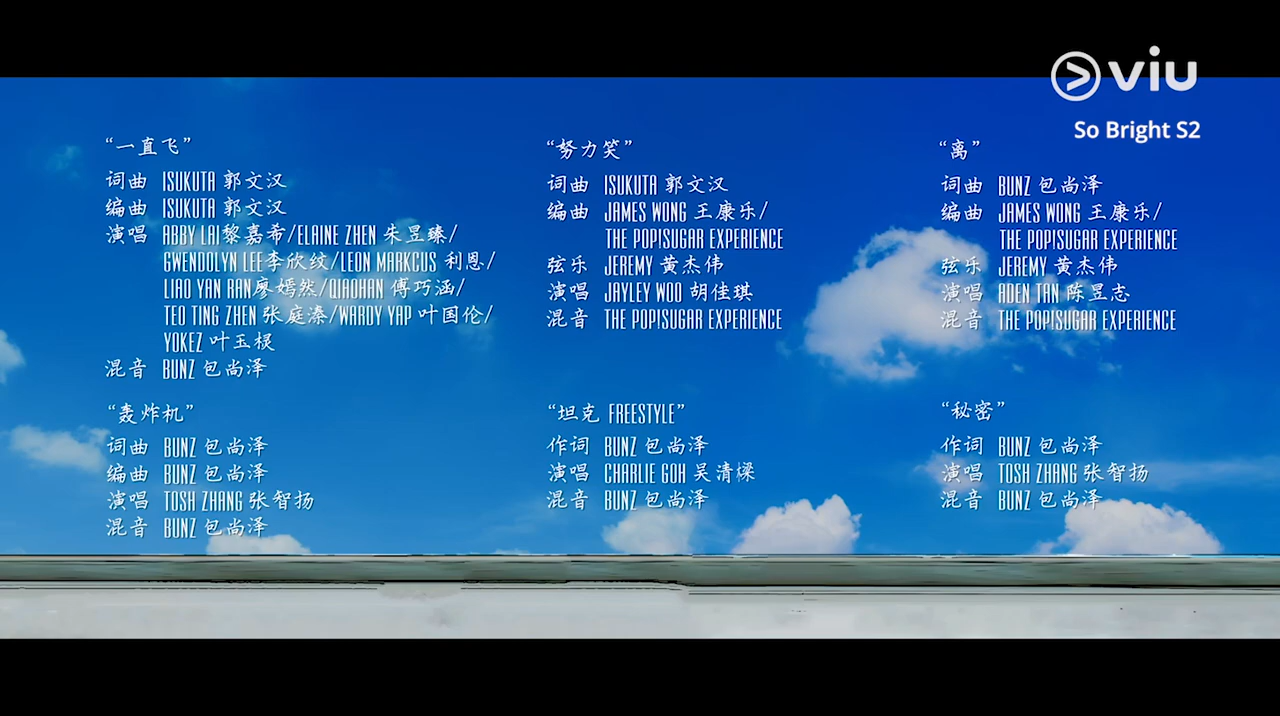 viu
So Bright S2
“一直飞”
词曲 ISUKUTA 郭文汉
编曲 ISUKUTA 郭文汉
演唱 ABBY LAI黎嘉希/ELAINE ZHEN 朱昱臻/
GWENDOLYN LEE李欣纹/LEON MARKCUS 利恩/
LIAO YAN RAN廖嫣然/QIAOHAN 傅巧涵/
TEO TING ZHEN 张庭溱/WARDY YAP 叶国伦/
YOKEZ 叶玉棂
混音 BUNZ 包尚泽
“努力笑”
词曲 ISUKUTA 郭文汉
编曲 JAMES WONG 王康乐/
THE POP!SUGAR EXPERIENCE
弦乐 JEREMY 黄杰伟
演唱 JAYLEY WOO 胡佳琪
混音 THE POP!SUGAR EXPERIENCE
“离”
词曲 BUNZ 包尚泽
编曲 JAMES WONG 王康乐/
THE POP!SUGAR EXPERIENCE
弦乐 JEREMY 黄杰伟
演唱 ADEN TAN 陈昱志
混音 THE POP!SUGAR EXPERIENCE
“轰炸机”
词曲 BUNZ 包尚泽
编曲 BUNZ 包尚泽
演唱 TOSH ZHANG 张智扬
混音 BUNZ 包尚泽
“坦克 FREESTYLE”
作词 BUNZ 包尚泽
演唱 CHARLIE GOH 吴清樑
混音 BUNZ 包尚泽
“秘密”
作词 BUNZ 包尚泽
演唱 TOSH ZHANG 张智扬
混音 BUNZ 包尚泽